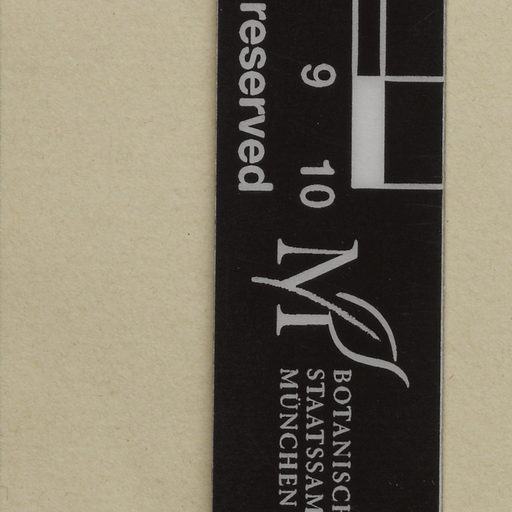 reserved
9 10
M
BOTANISCH
STAATSSAM
MÜNCHEN